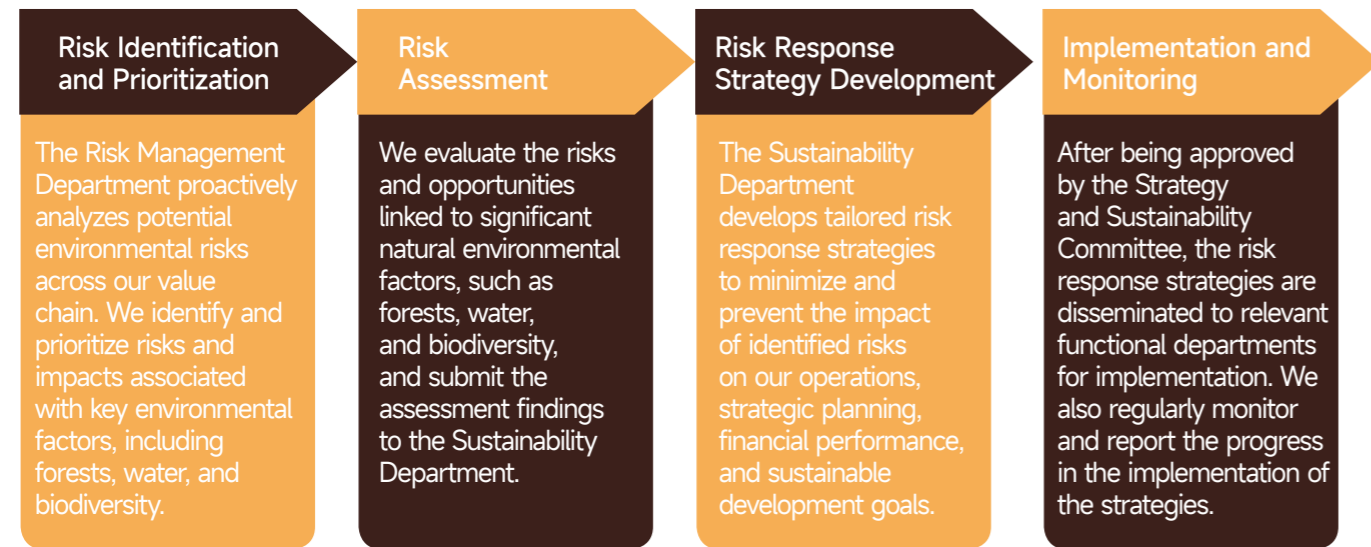 Risk Identification
and Prioritization
The Risk Management
Department proactively
analyzes potential
environmental risks
across our value
chain. We identify and
prioritize risks and
impacts associated
with key environmental
factors, including
forests, water, and
biodiversity.
Risk
Assessment
We evaluate the risks
and opportunities
linked to significant
natural environmental
factors, such as
forests, water,
and biodiversity,
and submit the
assessment findings
to the Sustainability
Department.
Risk Response
Strategy Development
The Sustainability
Department
develops tailored risk
response strategies
to minimize and
prevent the impact
of identified risks
on our operations,
strategic planning,
financial performance,
and sustainable
development goals.
Implementation and
Monitoring
After being approved
by the Strategy
and Sustainability
Committee, the risk
response strategies are
disseminated to relevant
functional departments
for implementation. We
also regularly monitor
and report the progress
in the implementation of
the strategies.